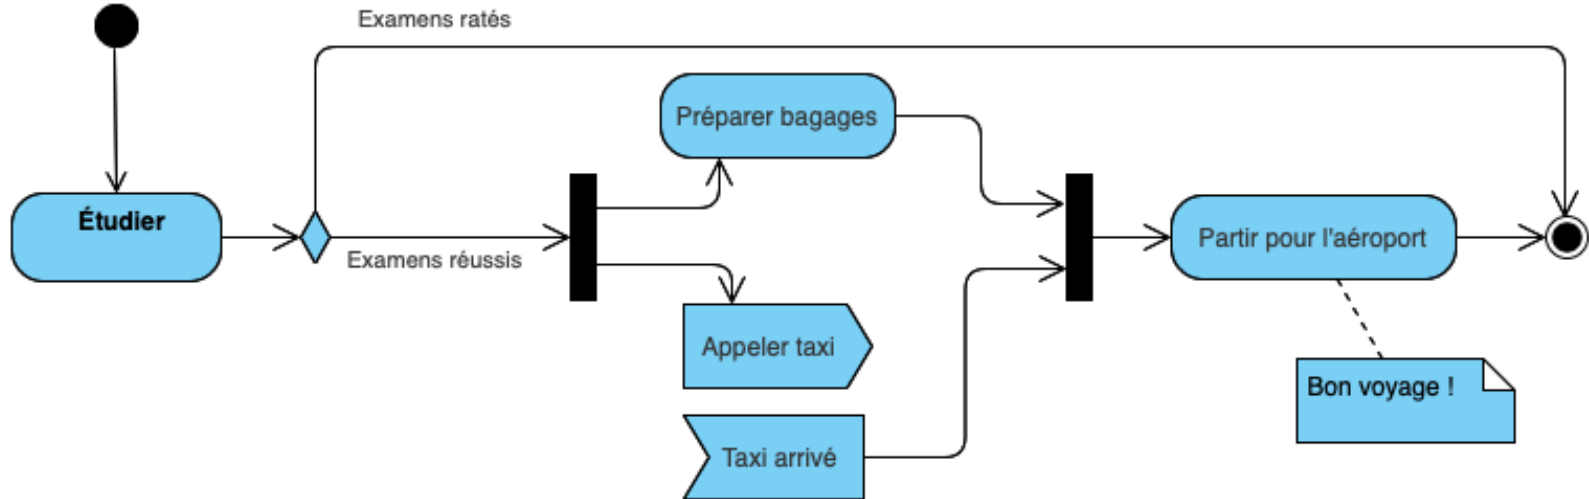 Examens ratés
Préparer bagages
Étudier
Examens réussis
Partir pour l'aéroport
Appeler taxi
Bon voyage !
Taxi arrivé